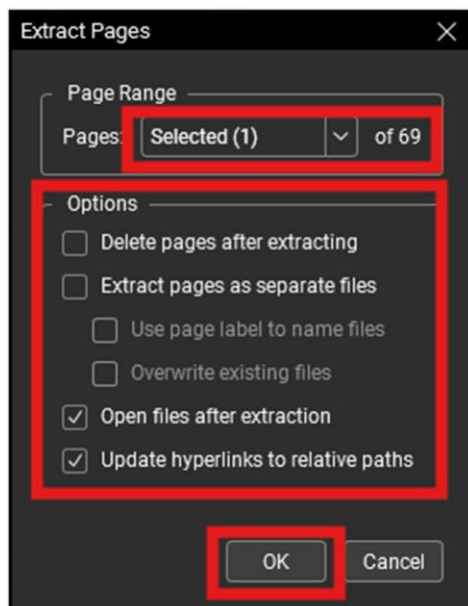 Extract Pages
Page Range
Pages: Selected (1) of 69
Options
Delete pages after extracting
Extract pages as separate files
Use page label to name files
Overwrite existing files
Open files after extraction
Update hyperlinks to relative paths
OK Cancel